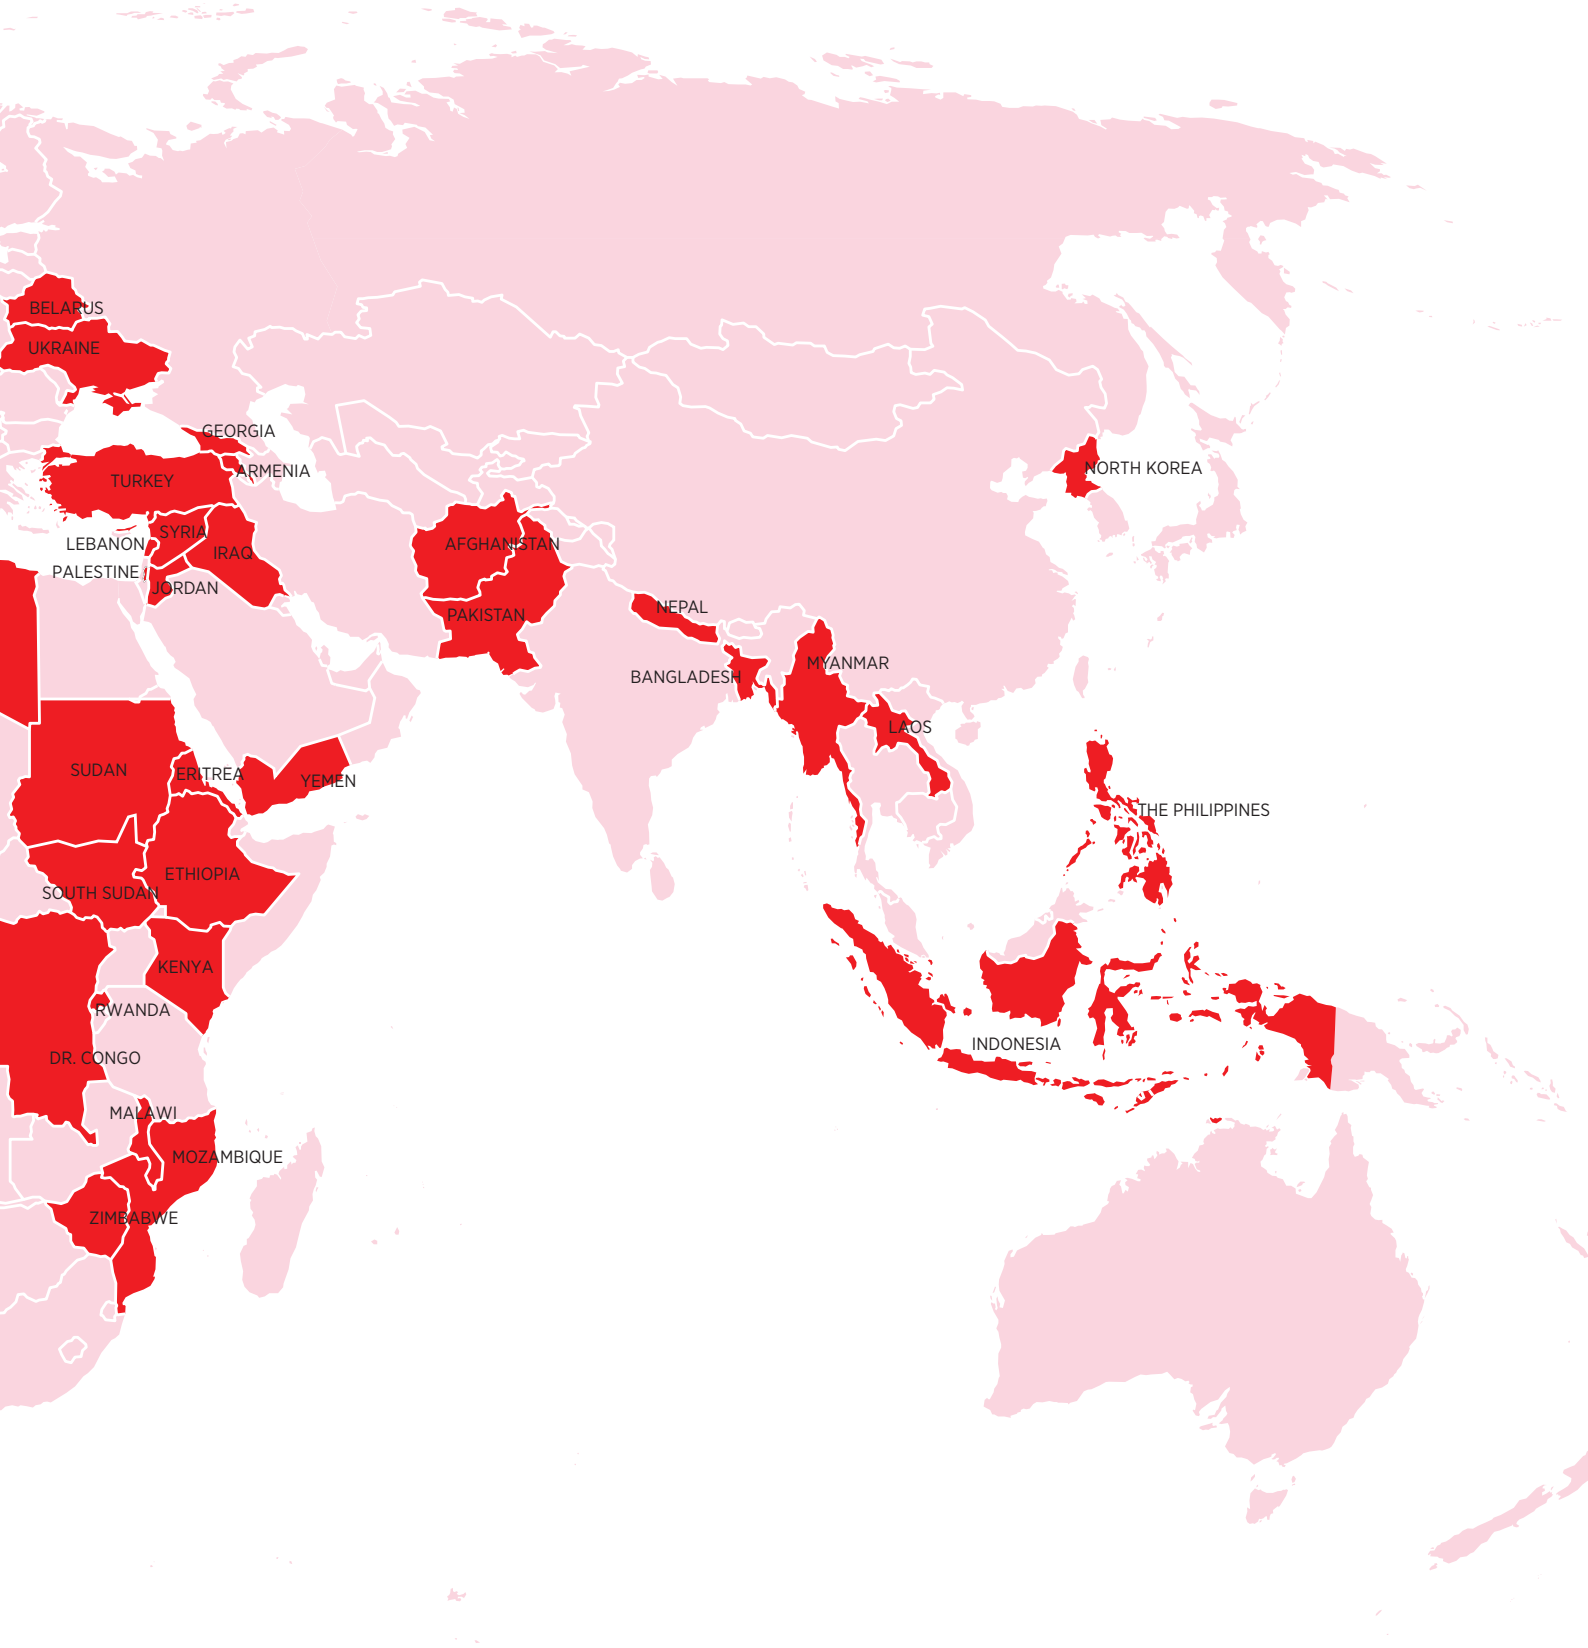 BELARUS
UKRAINE
GEORGIA
ARMENIA
NORTH KOREA
TURKEY
SYRIA
LEBANON
AFGHANISTAN
IRAQ
PALESTINE
JORDAN
NEPAL
PAKISTAN
MYANMAR
BANGLADESH
LAOS
SUDAN
ERITREA
YEMEN
THE PHILIPPINES
ETHIOPIA
SOUTH SUDAN
KENYA
RWANDA
INDONESIA
DR. CONGO
MALAWI
MOZAMBIQUE
ZIMBABWE